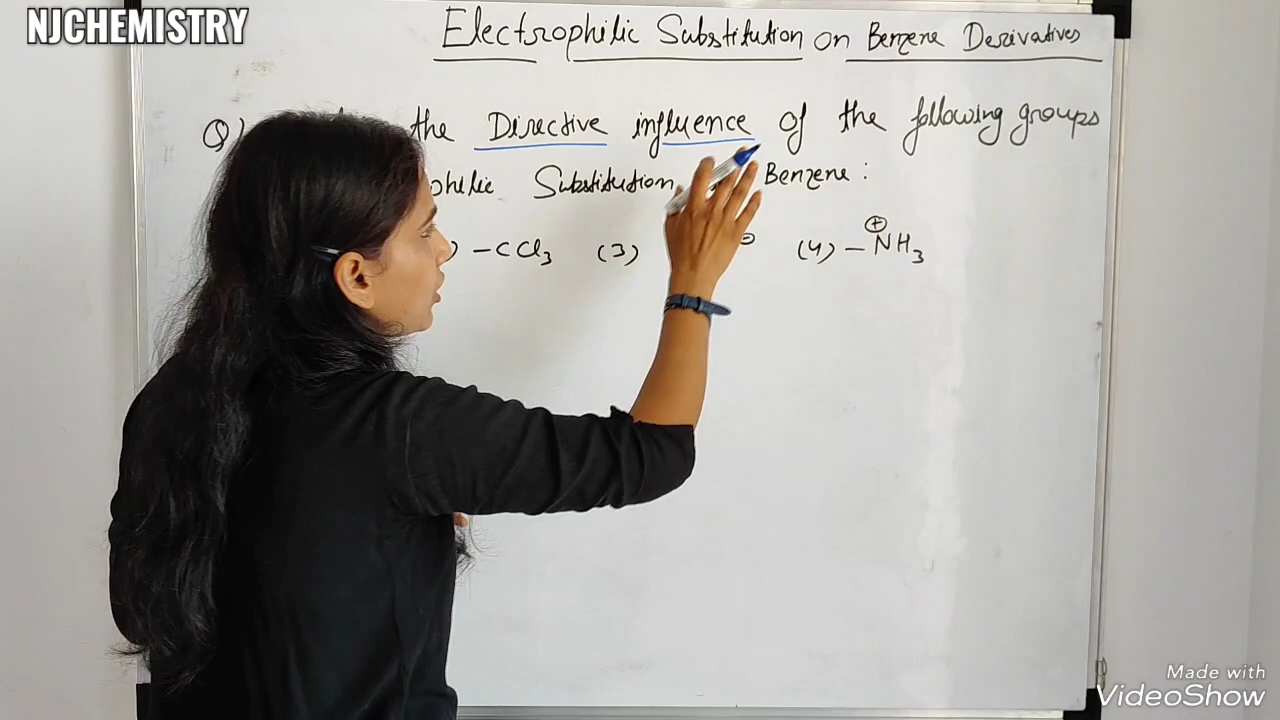 NJCHEMISTRY
Electrophilic Substitution on Benzene Derivatives
Q) the Directive influence of the following groups
Substitution Benzene:
) -CCl₃ (3) ⊖ (4) -N⊕H₃
Made with
VideoShow